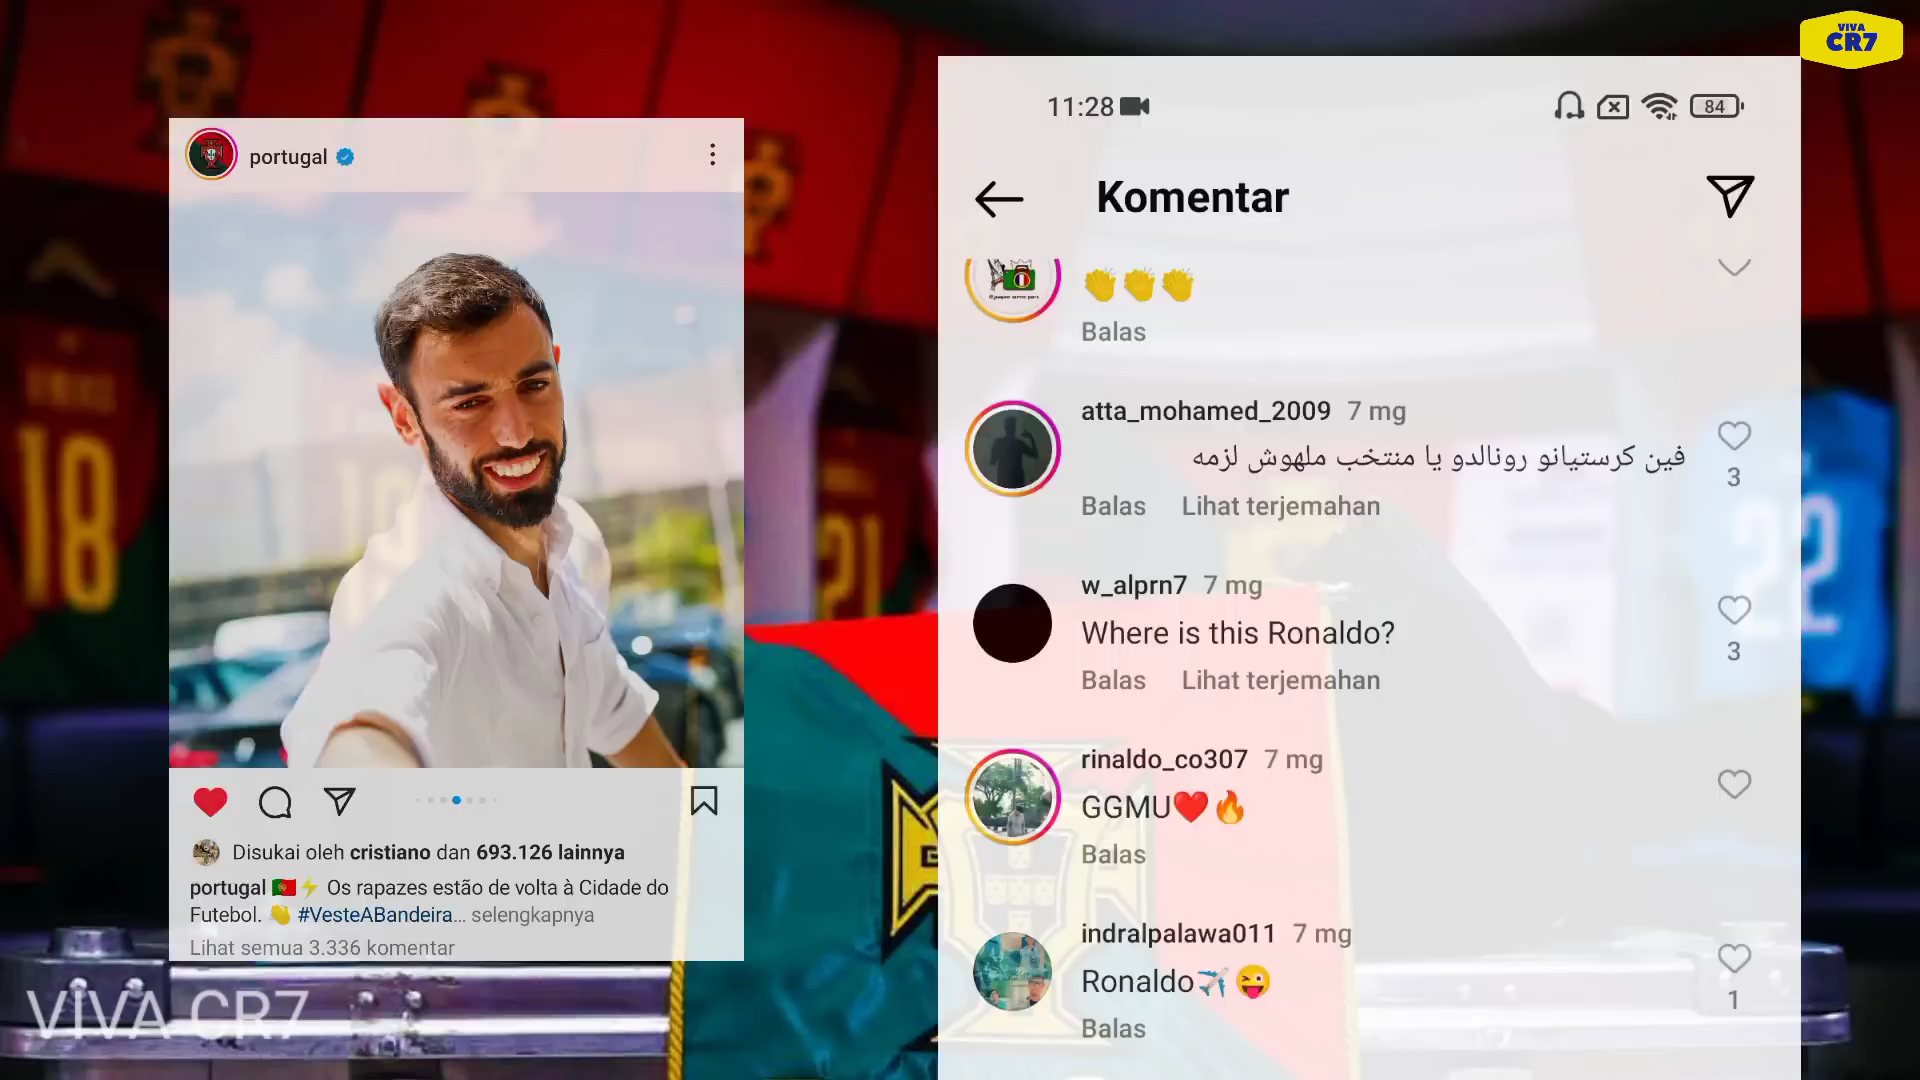 VIVA
CR7
portugal
Disukai oleh cristiano dan 693.126 lainnya
portugal 🇵🇹⚡ Os rapazes estão de volta à Cidade do
Futebol. 👏 #VesteABandeira... selengkapnya
Lihat semua 3.336 komentar
VIVA CR7
18
21
22
11:28
84
Komentar
👏👏👏
Balas
atta_mohamed_2009 7 mg
فين كرستيانو رونالدو يا منتخب ملهوش لزمه
3
Balas Lihat terjemahan
w_alprn7 7 mg
Where is this Ronaldo?
3
Balas Lihat terjemahan
rinaldo_co307 7 mg
GGMU❤️🔥
Balas
indralpalawa011 7 mg
Ronaldo✈️😜
1
Balas